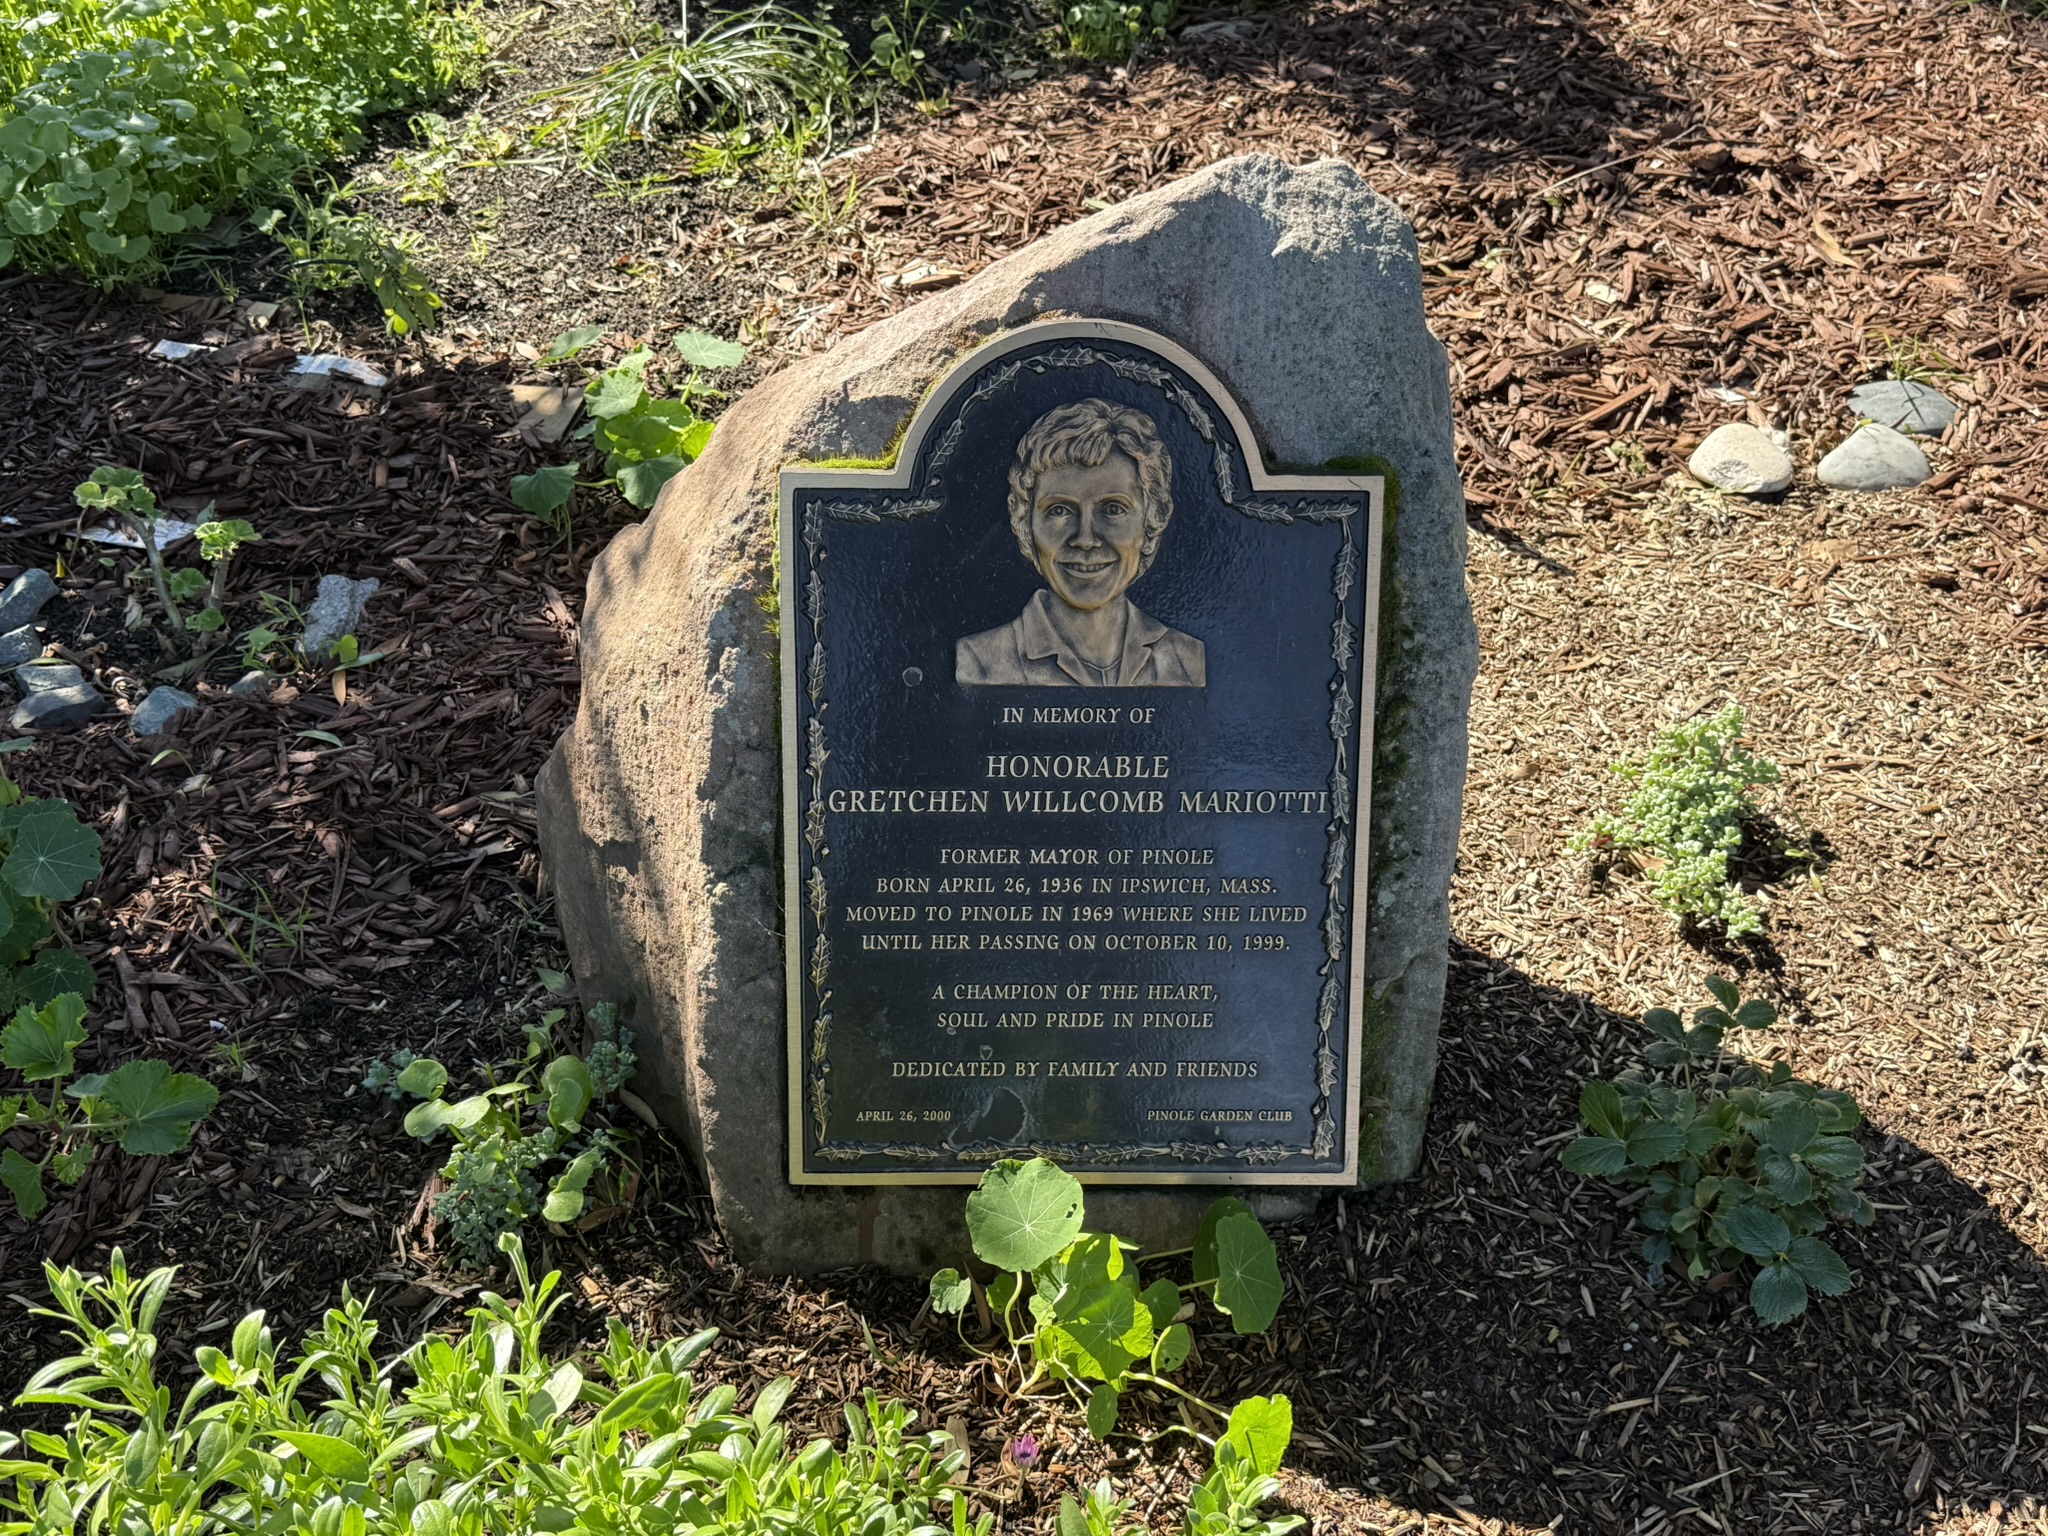 IN MEMORY OF
HONORABLE
GRETCHEN WILLCOMB MARIOTTI
FORMER MAYOR OF PINOLE
BORN APRIL 26, 1936 IN IPSWICH, MASS.
MOVED TO PINOLE IN 1969 WHERE SHE LIVED
UNTIL HER PASSING ON OCTOBER 10, 1999.
A CHAMPION OF THE HEART,
SOUL AND PRIDE IN PINOLE
DEDICATED BY FAMILY AND FRIENDS
APRIL 26, 2000 PINOLE GARDEN CLUB